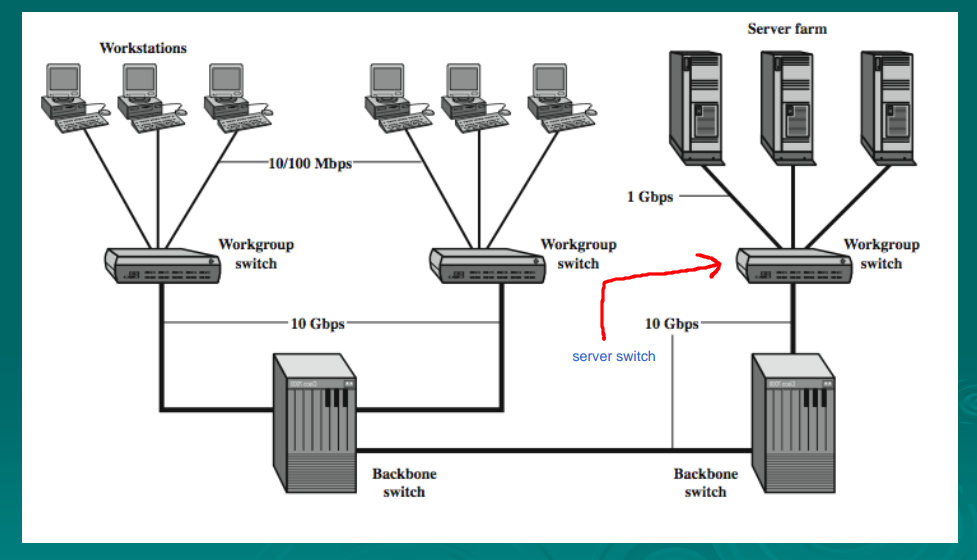 Workstations
Server farm
10/100 Mbps
1 Gbps
Workgroup
switch
Workgroup
switch
Workgroup
switch
10 Gbps
10 Gbps
server switch
Backbone
switch
Backbone
switch